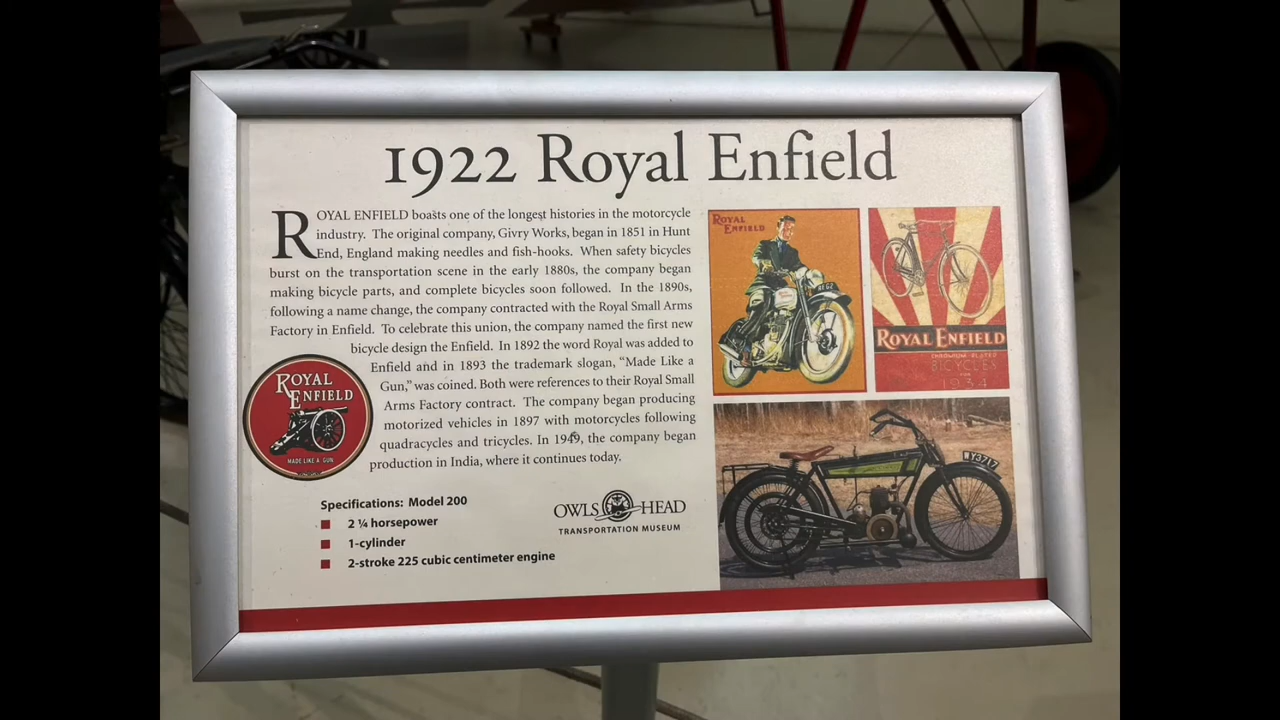 1922 Royal Enfield
ROYAL ENFIELD boasts one of the longest histories in the motorcycle
industry. The original company, Givry Works, began in 1851 in Hunt
End, England making needles and fish-hooks. When safety bicycles
burst on the transportation scene in the early 1880s, the company began
making bicycle parts, and complete bicycles soon followed. In the 1890s,
following a name change, the company contracted with the Royal Small Arms
Factory in Enfield. To celebrate this union, the company named the first new
bicycle design the Enfield. In 1892 the word Royal was added to
Enfield and in 1893 the trademark slogan, “Made Like a
Gun,” was coined. Both were references to their Royal Small
Arms Factory contract. The company began producing
motorized vehicles in 1897 with motorcycles following
quadracycles and tricycles. In 1949, the company began
production in India, where it continues today.
ROYAL
ENFIELD
MADE LIKE A GUN
Specifications: Model 200
2 ¼ horsepower
1-cylinder
2-stroke 225 cubic centimeter engine
OWLS HEAD
TRANSPORTATION MUSEUM
ROYAL
ENFIELD
ROYAL ENFIELD
CHROMIUM PLATED
BICYCLES
FOR
1934
WY3717